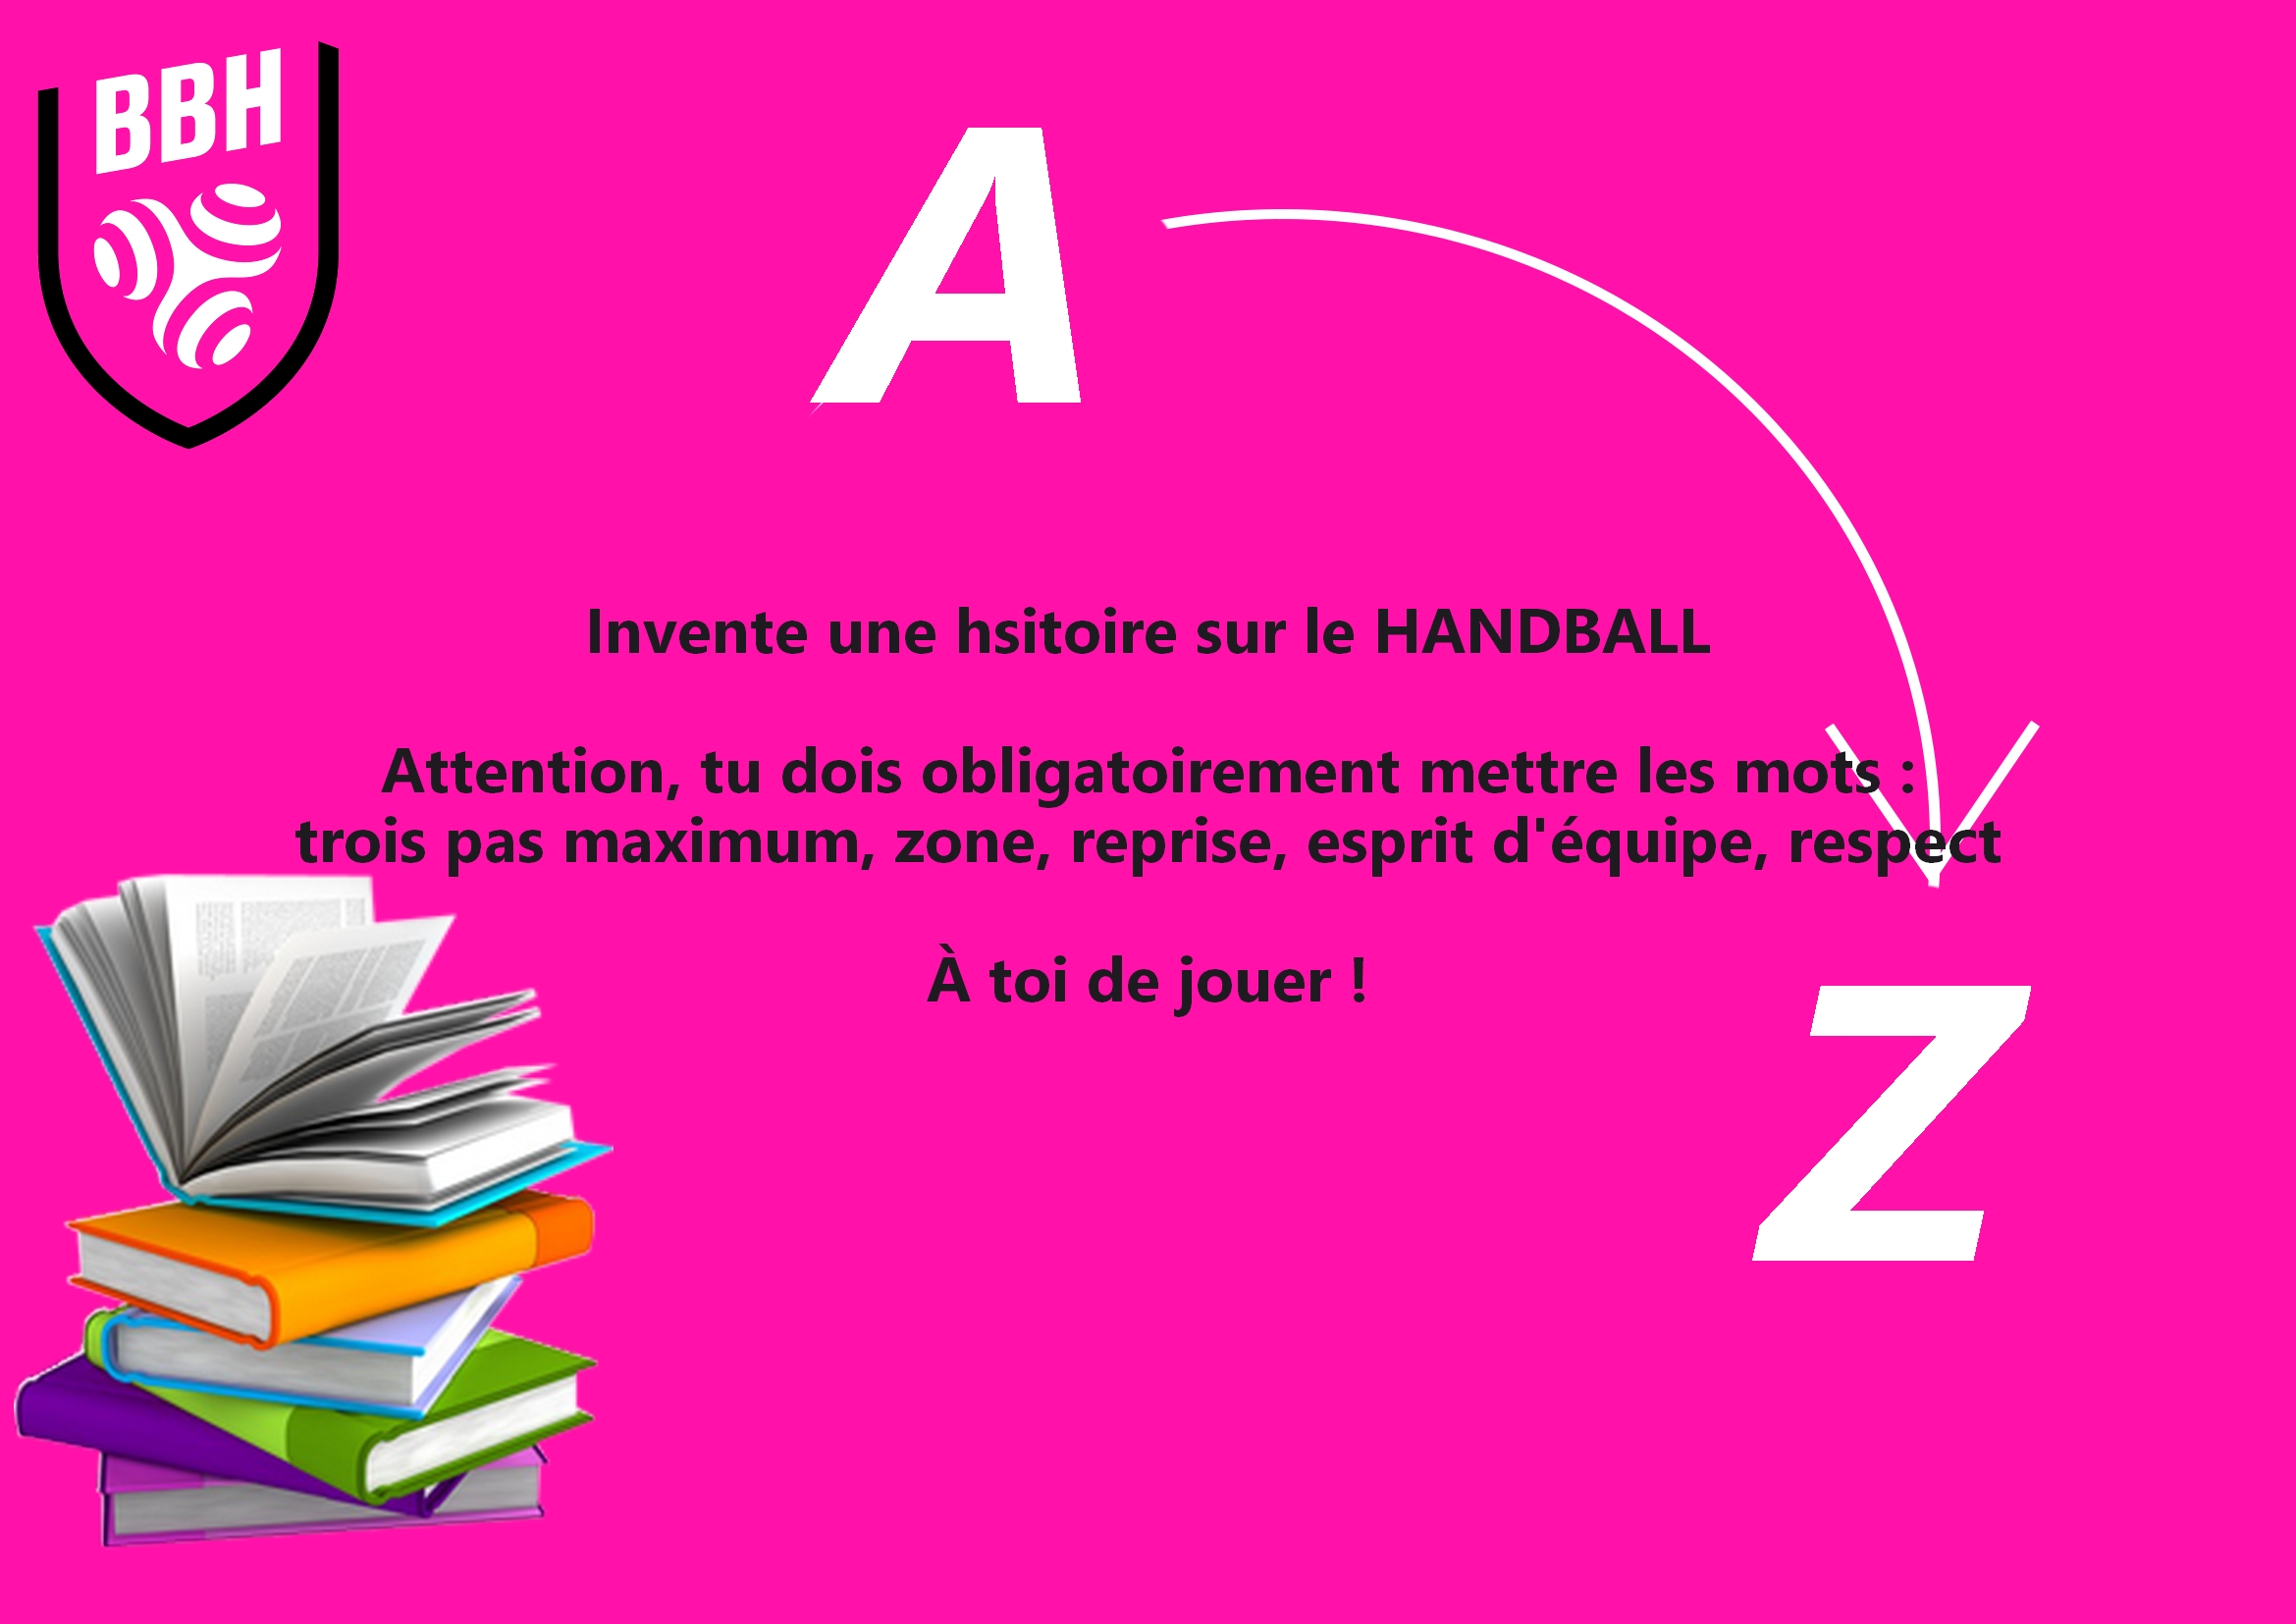 BBH
A
Invente une hsitoire sur le HANDBALL
Attention, tu dois obligatoirement mettre les mots :
trois pas maximum, zone, reprise, esprit d'équipe, respect
À toi de jouer !
Z